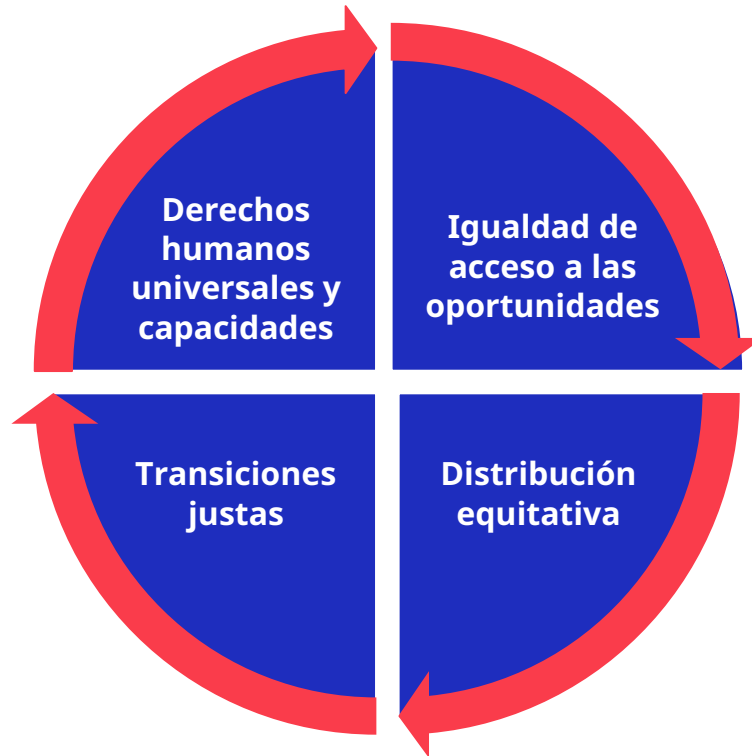 Derechos
humanos
universales y
capacidades
Igualdad de
acceso a las
oportunidades
Transiciones
justas
Distribución
equitativa